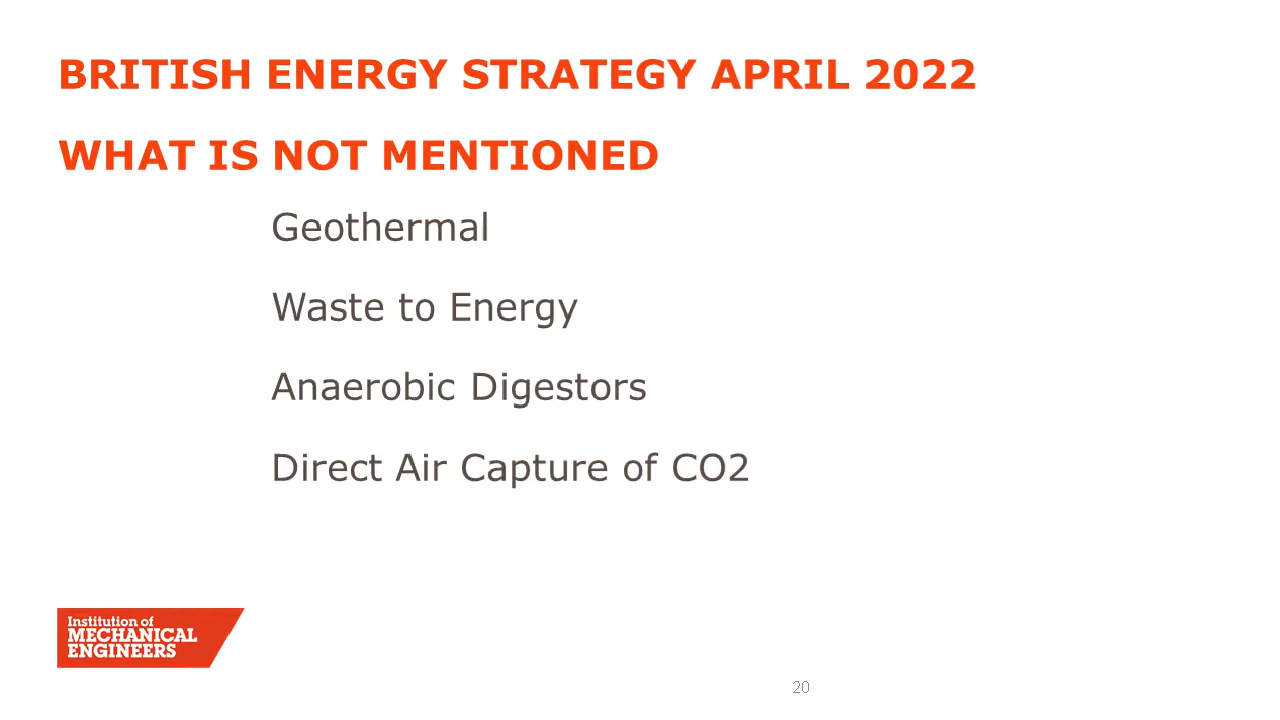 BRITISH ENERGY STRATEGY APRIL 2022
WHAT IS NOT MENTIONED
Geothermal
Waste to Energy
Anaerobic Digestors
Direct Air Capture of CO2
Institution of
MECHANICAL
ENGINEERS
20